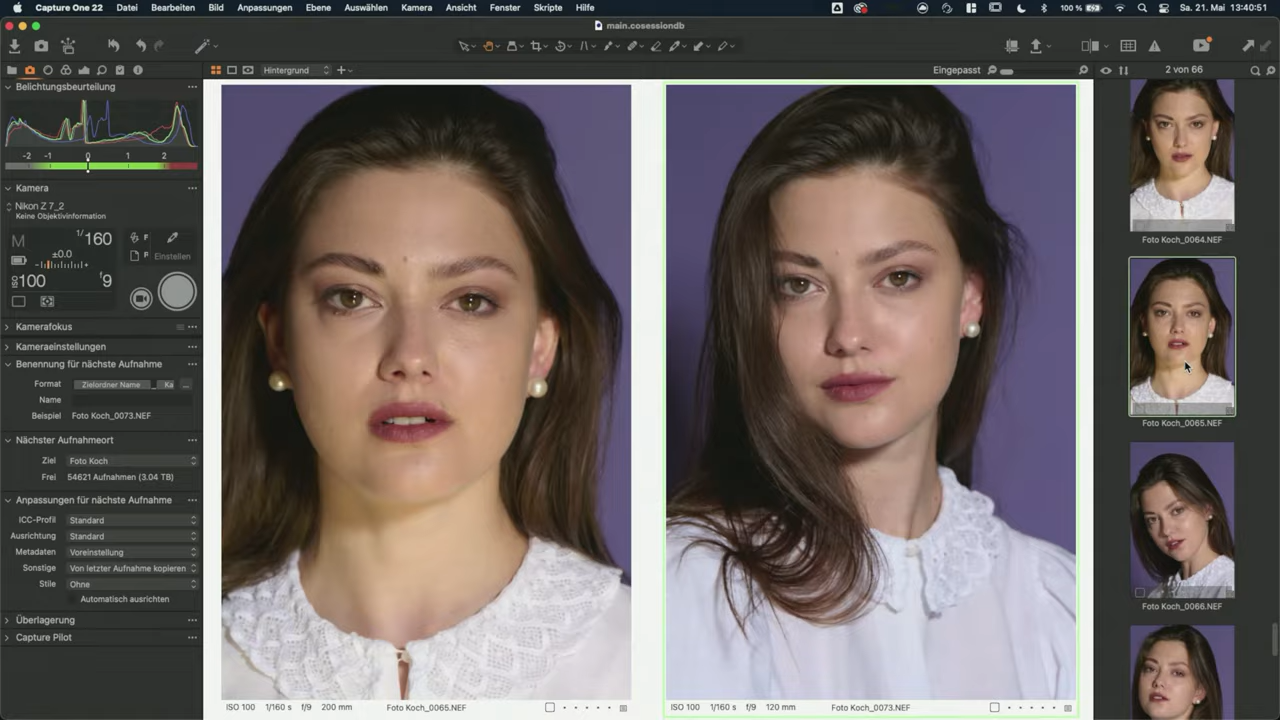 Capture One 22 Datei Bearbeiten Bild Anpassungen Ebene Auswählen Kamera Ansicht Fenster Skripte Hilfe 100 % Sa. 21. Mai 13:40:51
main.cosessiondb
Hintergrund
Eingepasst
2 von 66
Belichtungsbeurteilung
-2 -1 0 1 2
Kamera
Nikon Z 7_2
Keine Objektivinformation
M 1/160 F
±0.0 F Einstellen
ISO 100 f 9
Kamerafokus
Kameraeinstellungen
Benennung für nächste Aufnahme
Format Zielordner Name _ Ka ...
Name
Beispiel Foto Koch_0073.NEF
Nächster Aufnahmeort
Ziel Foto Koch
Frei 54621 Aufnahmen (3.04 TB)
Anpassungen für nächste Aufnahme
ICC-Profil Standard
Ausrichtung Standard
Metadaten Voreinstellung
Sonstige Von letzter Aufnahme kopieren
Stile Ohne
Automatisch ausrichten
Überlagerung
Capture Pilot
ISO 100 1/160 s f/9 200 mm Foto Koch_0065.NEF
ISO 100 1/160 s f/9 120 mm Foto Koch_0073.NEF
Foto Koch_0064.NEF
Foto Koch_0065.NEF
Foto Koch_0066.NEF